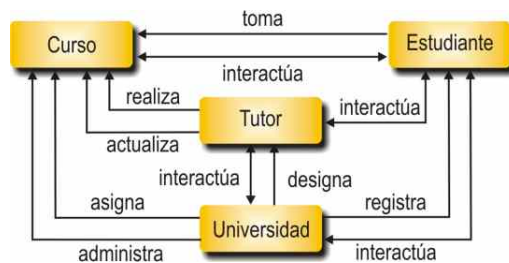 toma
Curso
Estudiante
interactúa
realiza
interactúa
Tutor
actualiza
interactúa
designa
asigna
registra
Universidad
administra
interactúa